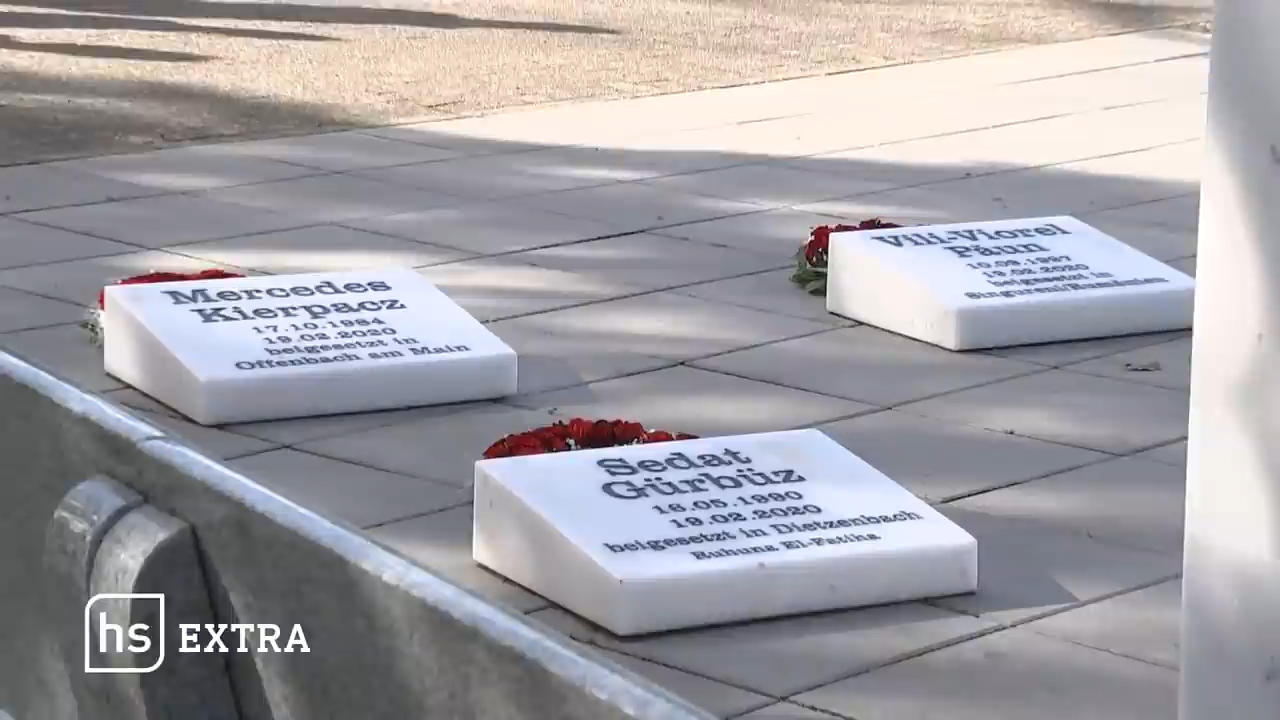 Mercedes
Kierpacz
17.10.1984
19.02.2020
beigesetzt in
Offenbach am Main
Vili-Viorel
Păun
19.02.2020
beigesetzt in
Sedat
Gürbüz
16.05.1990
19.02.2020
beigesetzt in Dietzenbach
Ruhuna El-Fatiha
hs EXTRA